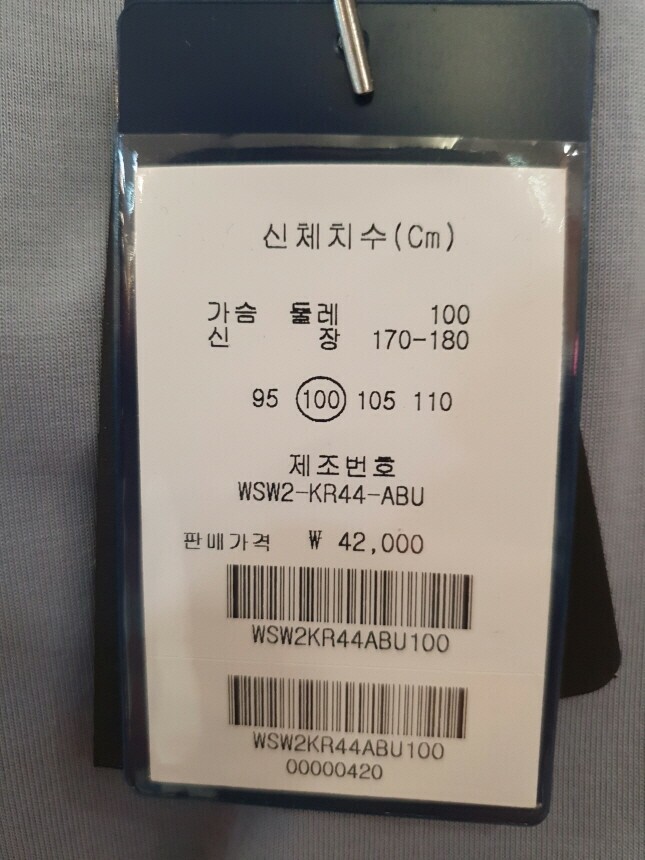 신체치수(Cm)
가슴 둘레 100
신 장 170-180
95 100 105 110
제조번호
WSW2-KR44-ABU
판매가격 ₩ 42,000
WSW2KR44ABU100
WSW2KR44ABU100
00000420